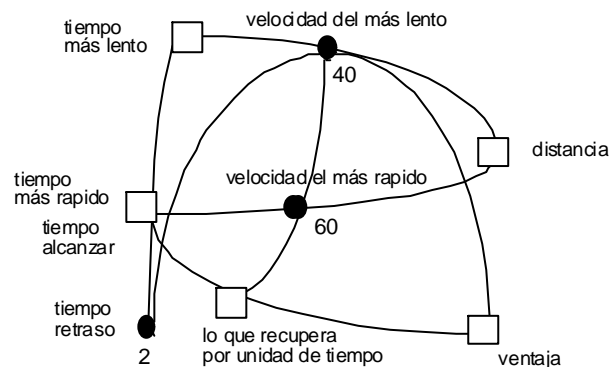 tiempo
más lento
velocidad del más lento
40
distancia
tiempo
más rapido
velocidad el más rapido
tiempo
alcanzar
60
tiempo
retraso
2
lo que recupera
por unidad de tiempo
ventaja